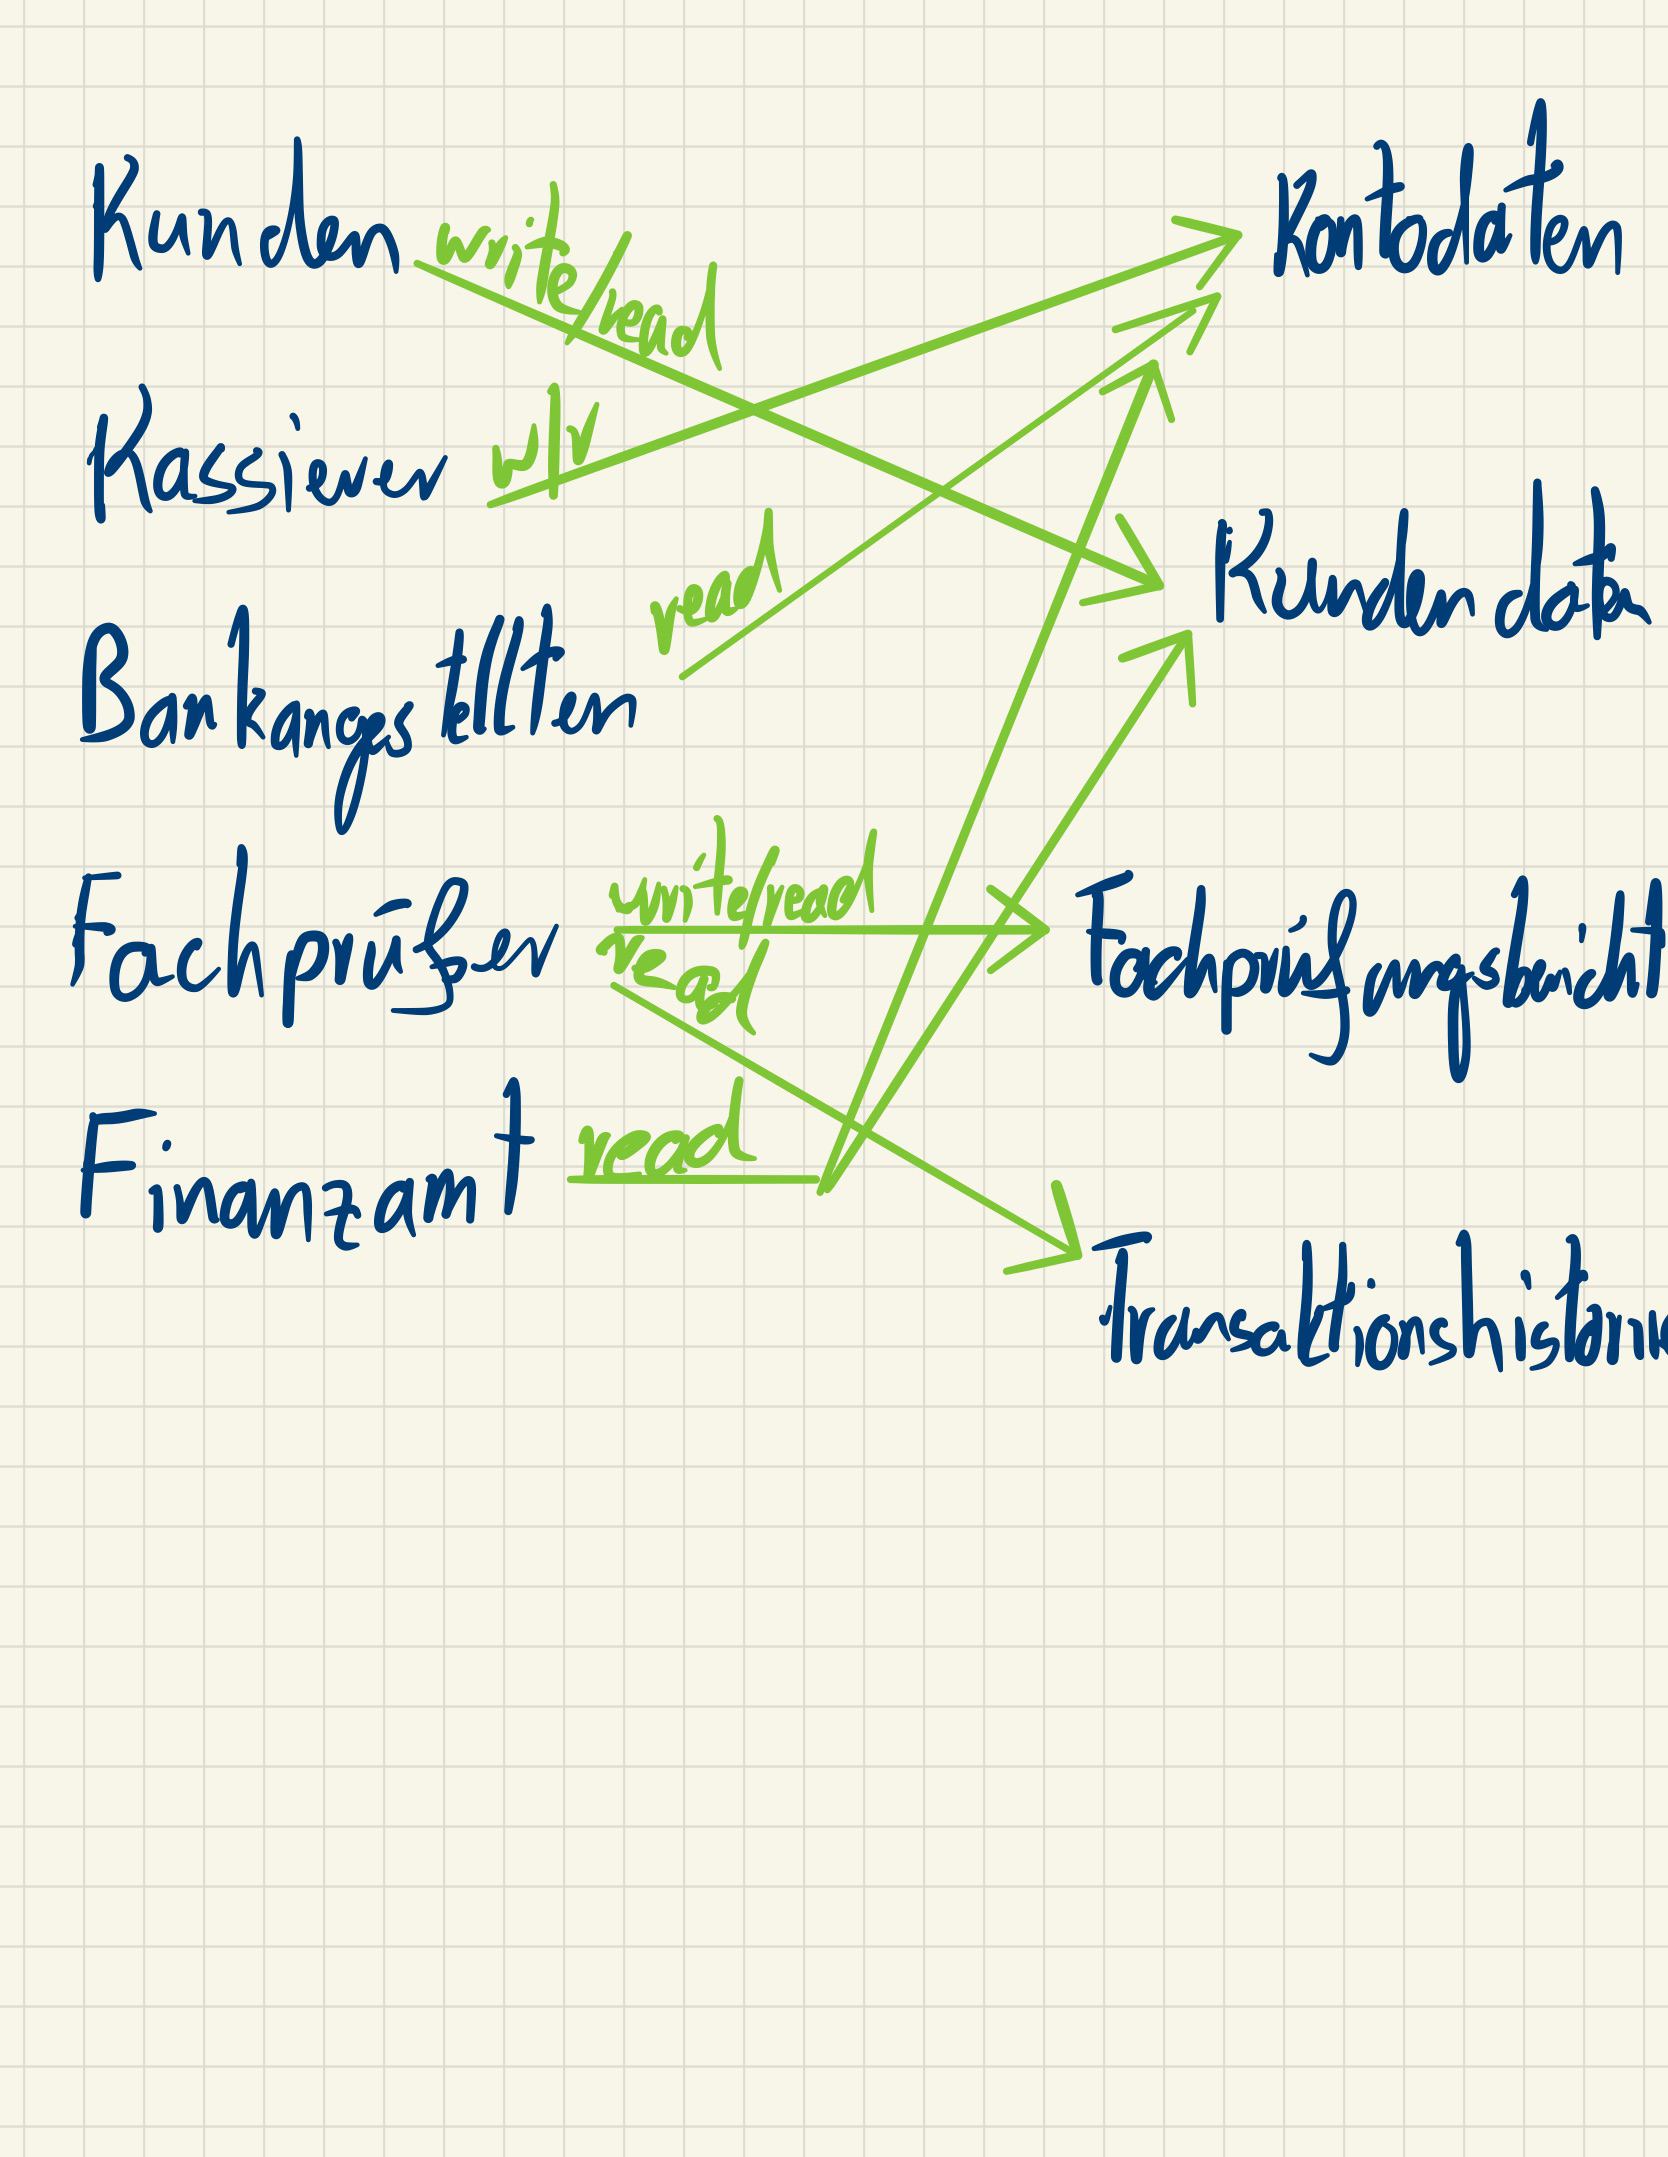 Kunden write/read Kontodaten
Kassierer w/r
read Kundendaten
Bankangestellten
Fachprüfer write/read Fachprüfungsbericht
read
Finanzamt read
Transaktionshistorie